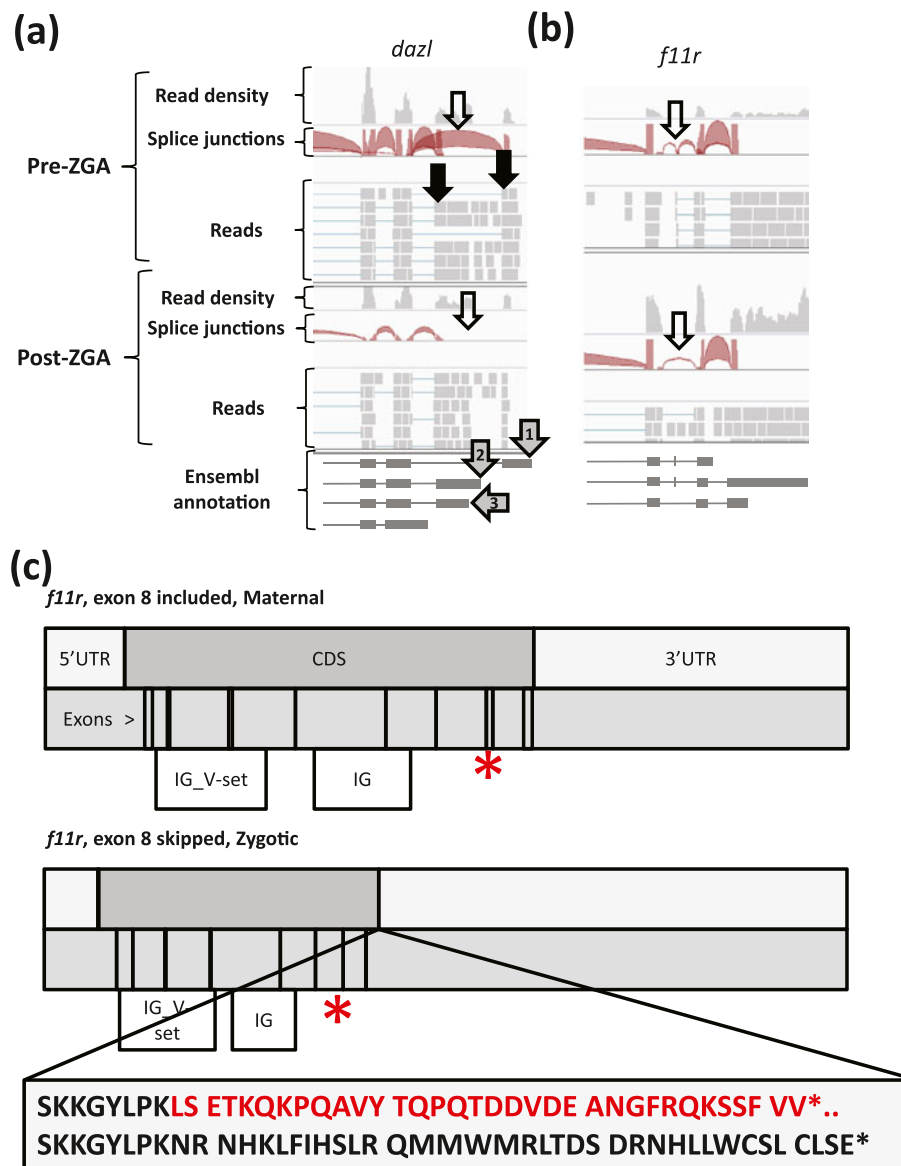 (a)
dazl
(b)
f11r
Pre-ZGA
Read density
Splice junctions
Reads
Post-ZGA
Read density
Splice junctions
Reads
Ensembl
annotation
1
2
3
(c)
f11r, exon 8 included, Maternal
5'UTR
CDS
3'UTR
Exons >
IG_V-set
IG
*
f11r, exon 8 skipped, Zygotic
IG_V-
set
IG
*
SKKGYLPKLS ETKQKPQAVY TQPQTDDVDE ANGFRQKSSF VV*..
SKKGYLPKNR NHKLFIHSLR QMMWMRLTDS DRNHLLWCSL CLSE*